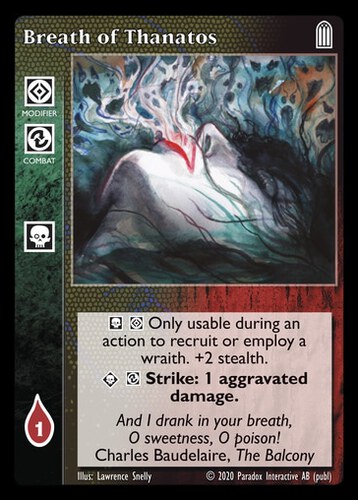 Breath of Thanatos
MODIFIER
COMBAT
Only usable during an
action to recruit or employ a
wraith. +2 stealth.
Strike: 1 aggravated
damage.
And I drank in your breath,
O sweetness, O poison!
Charles Baudelaire, The Balcony
1
Illus: Lawrence Snelly © 2020 Paradox Interactive AB (publ)